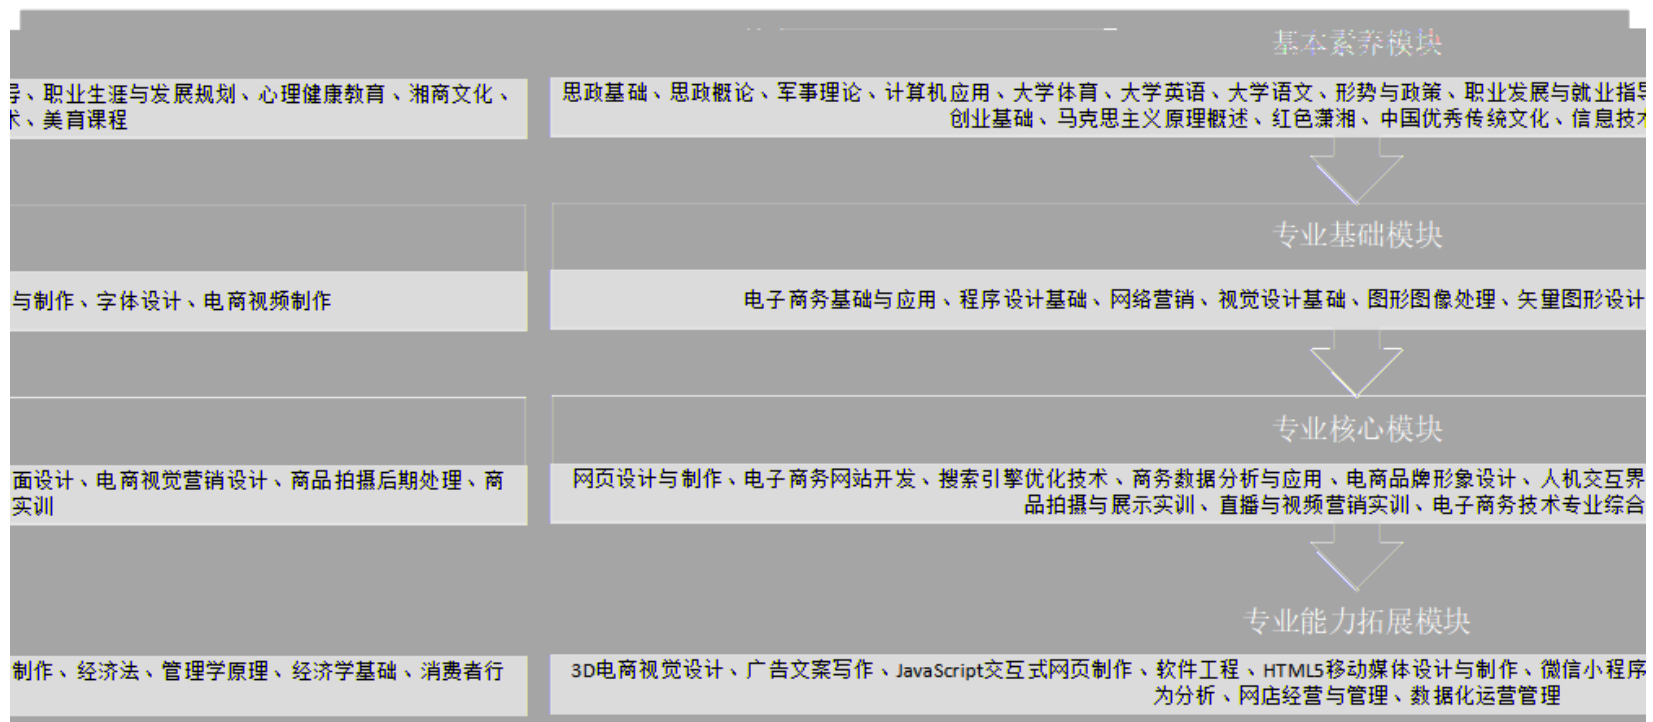 基本素养模块
、职业生涯与发展规划、心理健康教育、湘商文化、
、美育课程
思政基础、思政概论、军事理论、计算机应用、大学体育、大学英语、大学语文、形势与政策、职业发展与就业指
创业基础、马克思主义原理概述、红色潇湘、中国优秀传统文化、信息技
专业基础模块
与制作、字体设计、电商视频制作
电子商务基础与应用、程序设计基础、网络营销、视觉设计基础、图形图像处理、矢量图形设计
专业核心模块
面设计、电商视觉营销设计、商品拍摄后期处理、商
实训
网页设计与制作、电子商务网站开发、搜索引擎优化技术、商务数据分析与应用、电商品牌形象设计、人机交互界
品拍摄与展示实训、直播与视频营销实训、电子商务技术专业综合
专业能力拓展模块
制作、经济法、管理学原理、经济学基础、消费者行
3D电商视觉设计、广告文案写作、JavaScript交互式网页制作、软件工程、HTML5移动媒体设计与制作、微信小程序
为分析、网店经营与管理、数据化运营管理